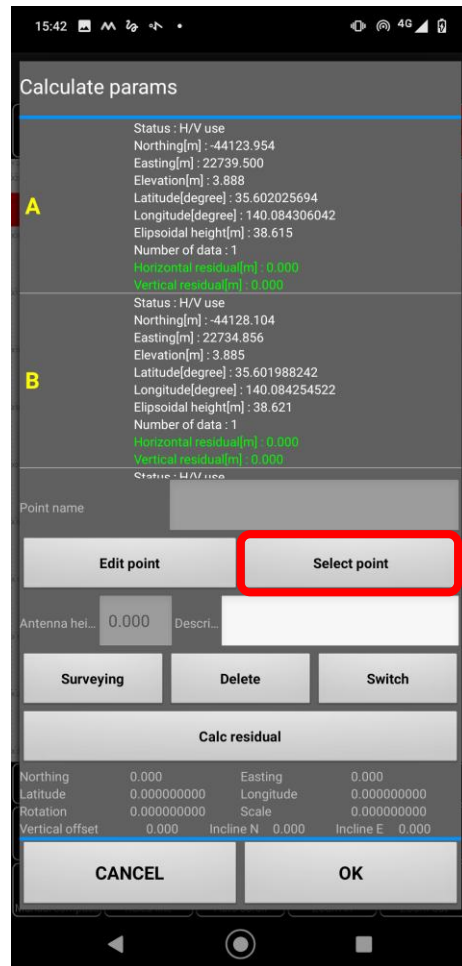 15:42
4G
Calculate params
A
Status : H/V use
Northing[m] : -44123.954
Easting[m] : 22739.500
Elevation[m] : 3.888
Latitude[degree] : 35.602025694
Longitude[degree] : 140.084306042
Elipsoidal height[m] : 38.615
Number of data : 1
Horizontal residual[m] : 0.000
Vertical residual[m] : 0.000
B
Status : H/V use
Northing[m] : -44128.104
Easting[m] : 22734.856
Elevation[m] : 3.885
Latitude[degree] : 35.601988242
Longitude[degree] : 140.084254522
Elipsoidal height[m] : 38.621
Number of data : 1
Horizontal residual[m] : 0.000
Vertical residual[m] : 0.000
Status : H/V use
Point name
Edit point Select point
Antenna hei... 0.000 Descri...
Surveying Delete Switch
Calc residual
Northing 0.000 Easting 0.000
Latitude 0.000000000 Longitude 0.000000000
Rotation 0.000000000 Scale 0.000000000
Vertical offset 0.000 Incline N 0.000 Incline E 0.000
CANCEL OK